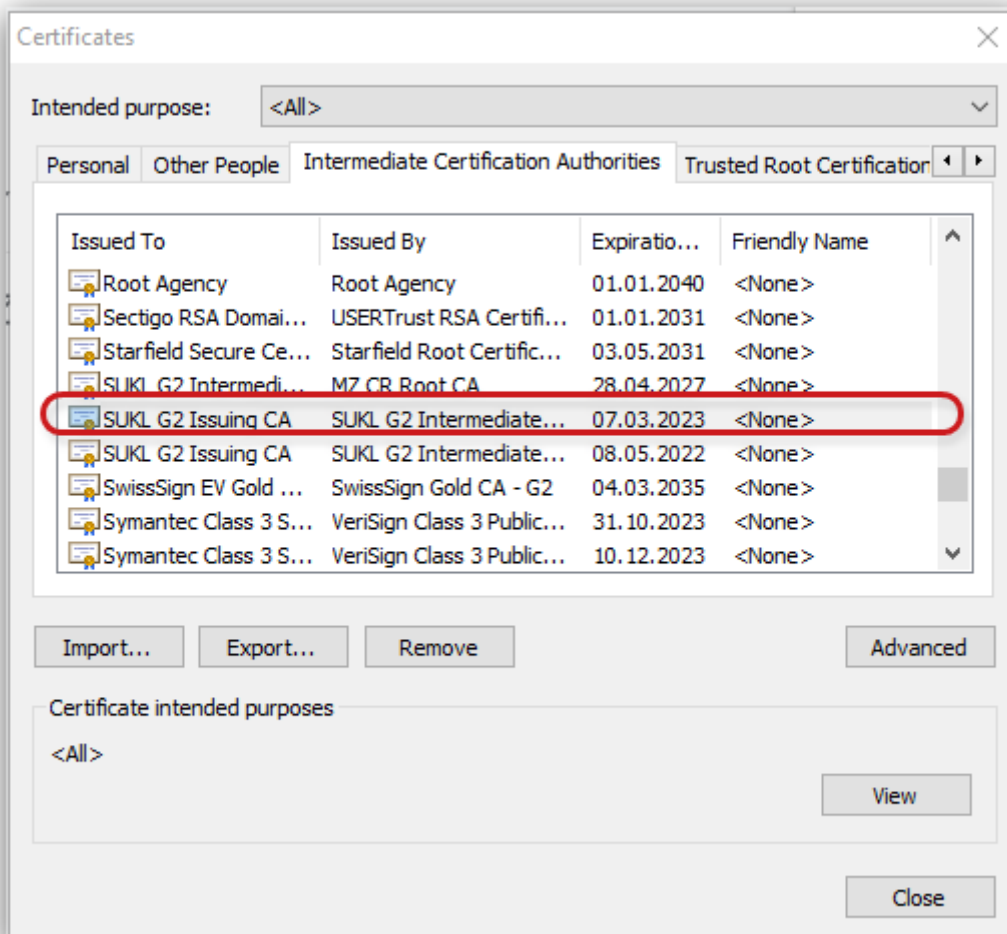 Certificates
Intended purpose: <All>
Personal Other People Intermediate Certification Authorities Trusted Root Certification
Issued To Issued By Expiratio... Friendly Name
Root Agency Root Agency 01.01.2040 <None>
Sectigo RSA Domai... USERTrust RSA Certifi... 01.01.2031 <None>
Starfield Secure Ce... Starfield Root Certific... 03.05.2031 <None>
SUKL G2 Intermedi... MZ CR Root CA 28.04.2027 <None>
SUKL G2 Issuing CA SUKL G2 Intermediate... 07.03.2023 <None>
SUKL G2 Issuing CA SUKL G2 Intermediate... 08.05.2022 <None>
SwissSign EV Gold ... SwissSign Gold CA - G2 04.03.2035 <None>
Symantec Class 3 S... VeriSign Class 3 Public... 31.10.2023 <None>
Symantec Class 3 S... VeriSign Class 3 Public... 10.12.2023 <None>
Import... Export... Remove Advanced
Certificate intended purposes
<All>
View
Close